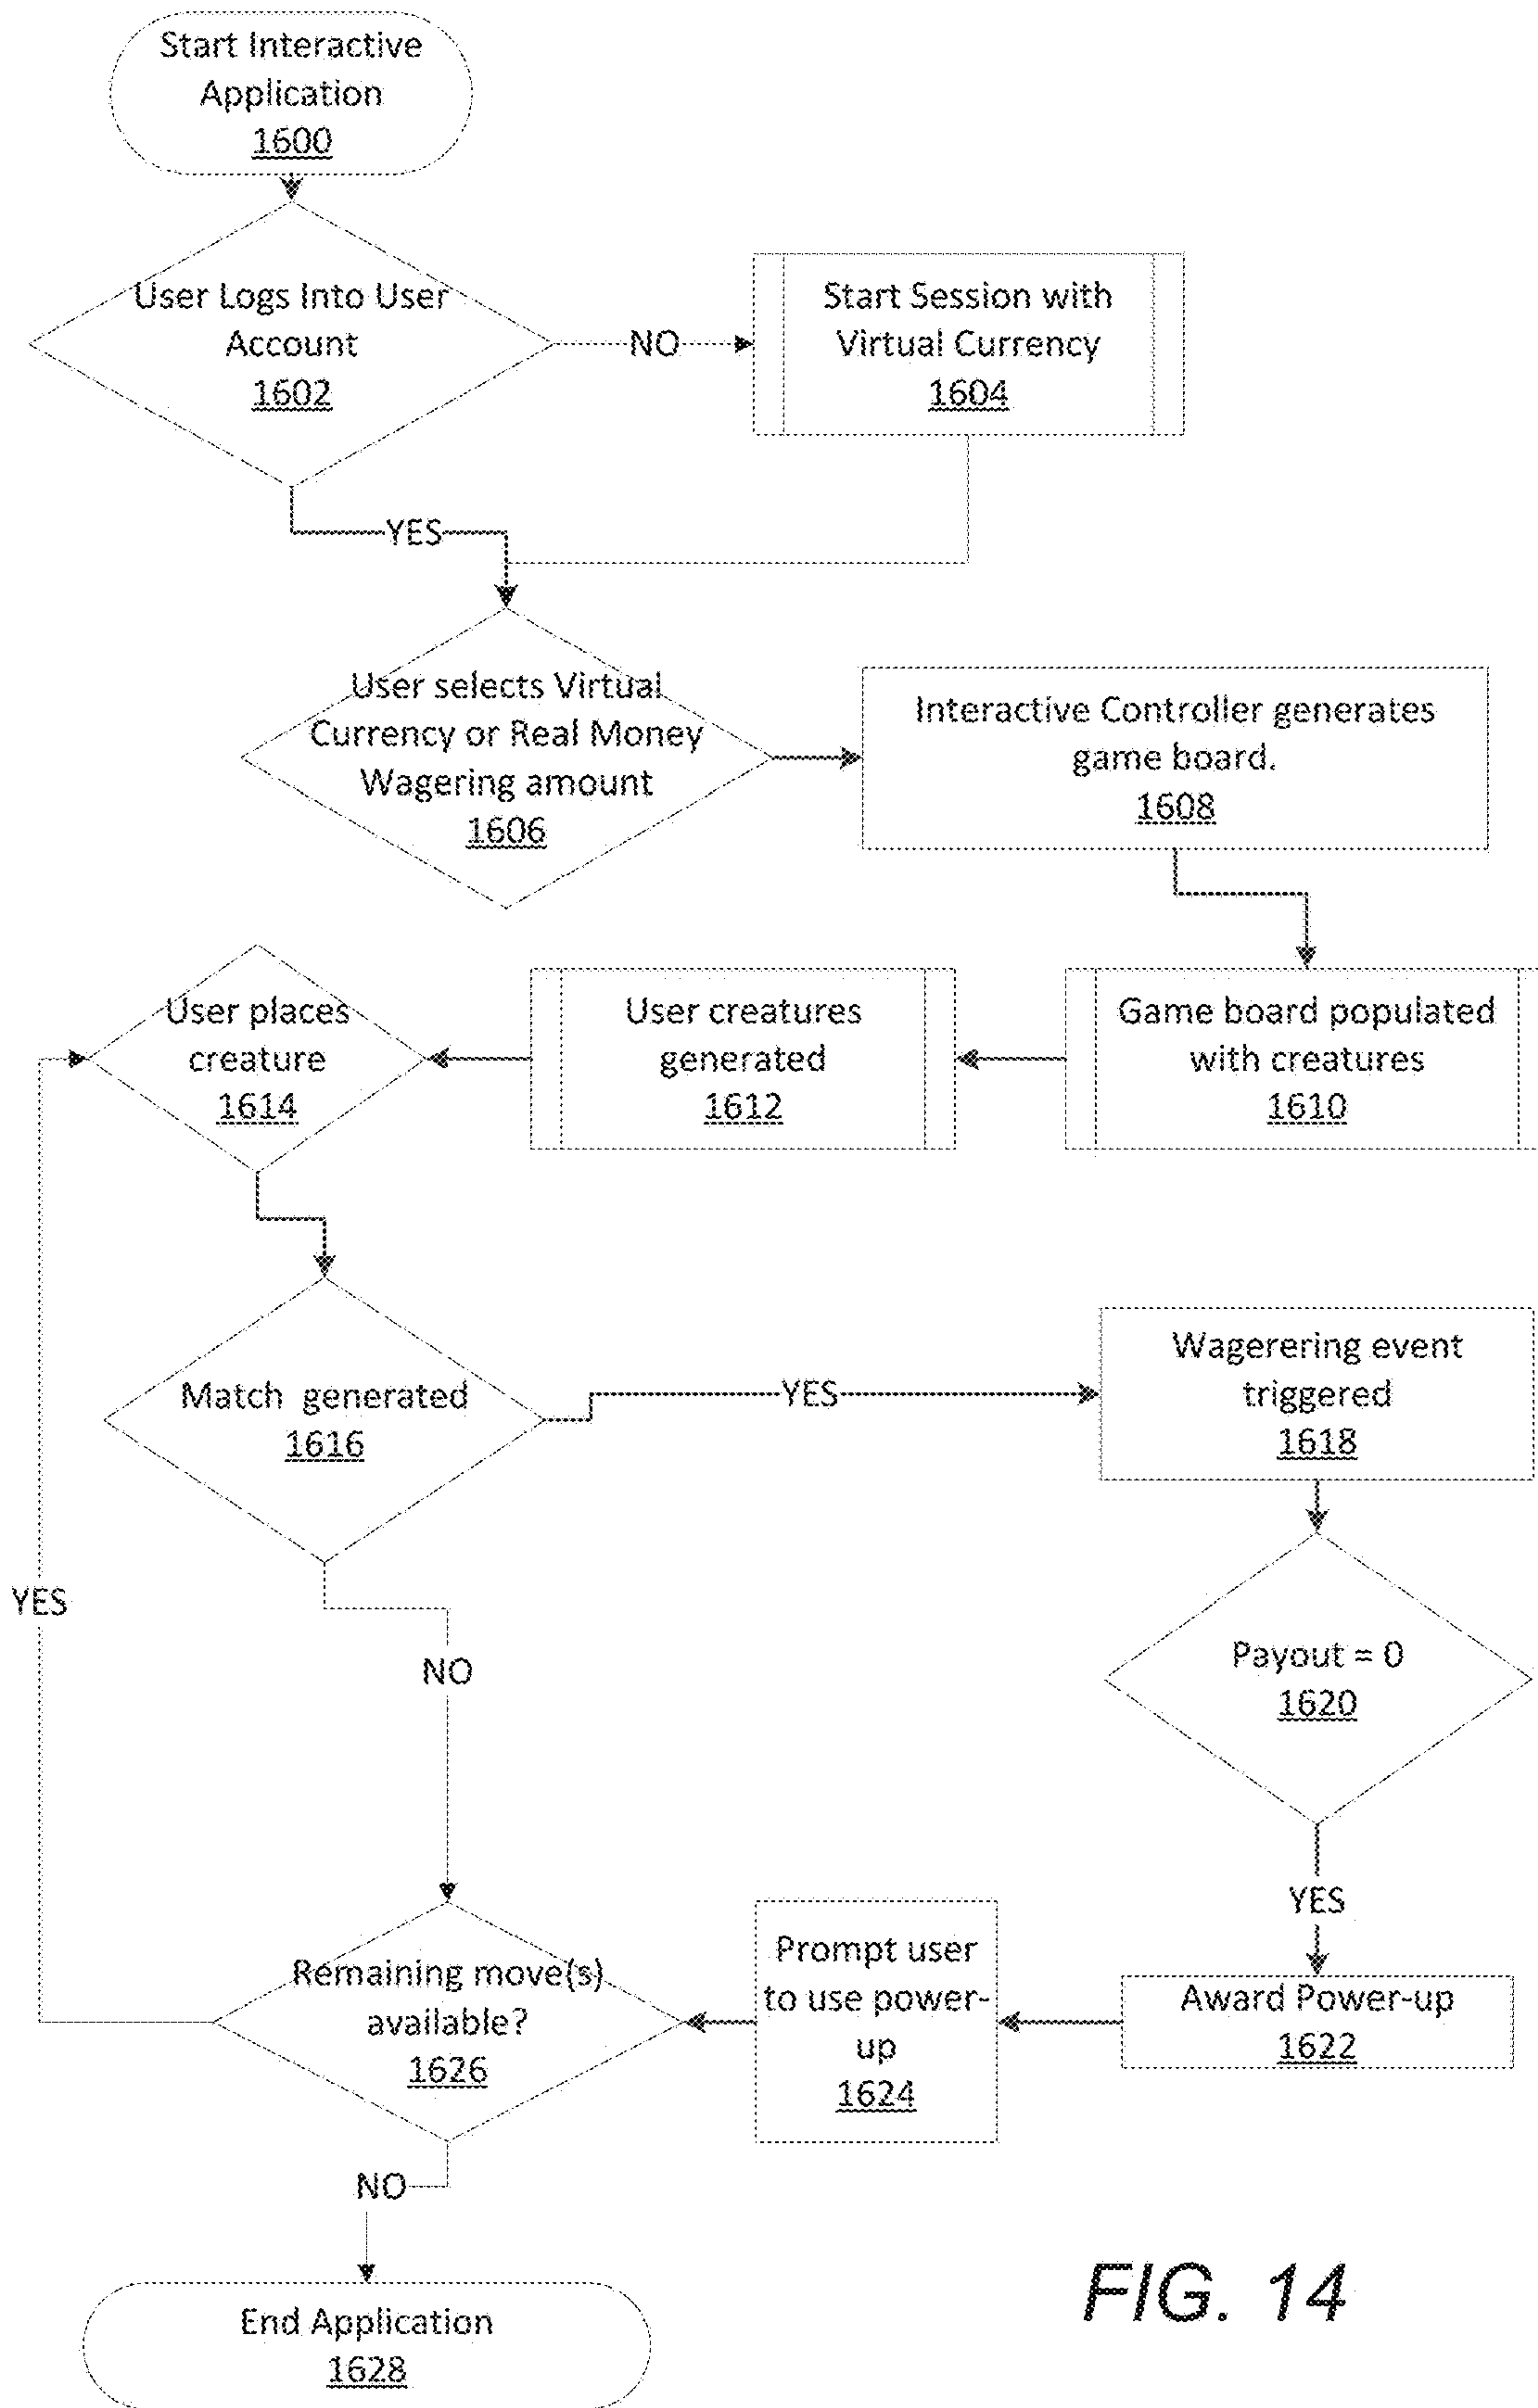 Start Interactive
Application
1600
User Logs Into User
Account
1602
NO
Start Session with
Virtual Currency
1604
YES
User selects Virtual
Currency or Real Money
Wagering amount
1606
Interactive Controller generates
game board.
1608
User places
creature
1614
User creatures
generated
1612
Game board populated
with creatures
1610
Match generated
1616
YES
Wagerering event
triggered
1618
YES
NO
Payout = 0
1620
YES
Remaining move(s)
available?
1626
Prompt user
to use power-
up
1624
Award Power-up
1622
NO
End Application
1628
FIG. 14